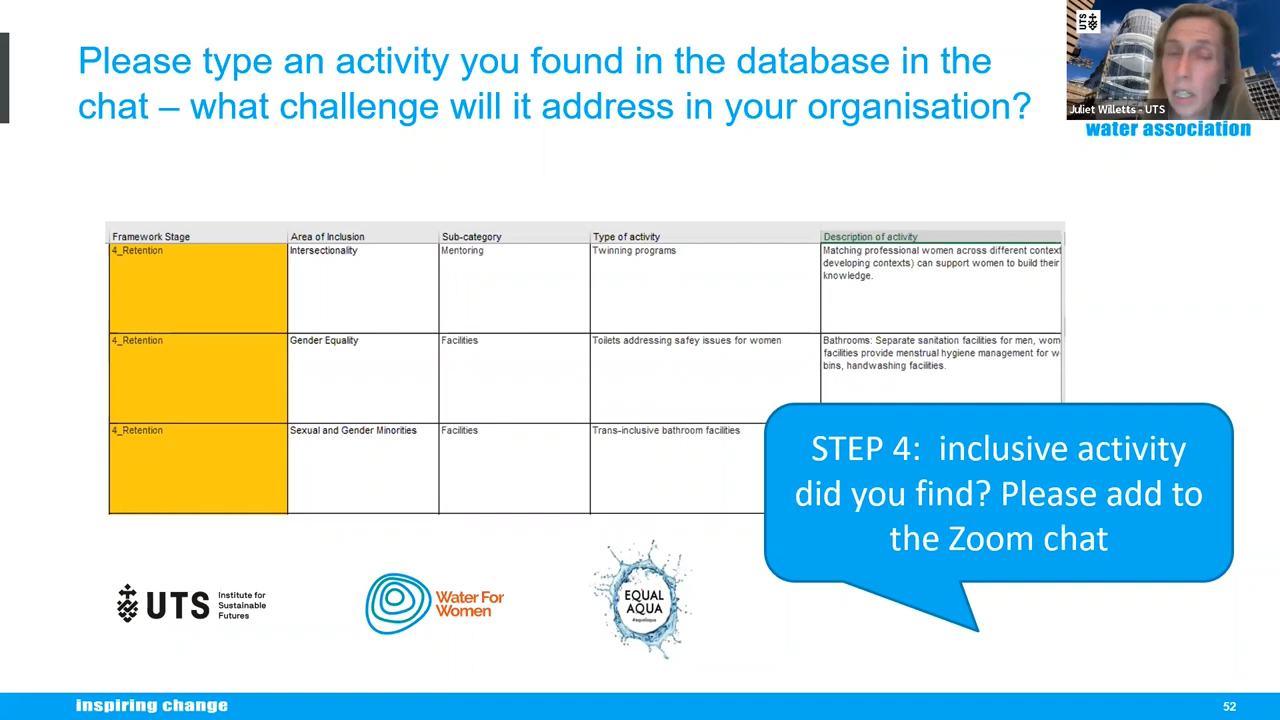 Please type an activity you found in the database in the
chat – what challenge will it address in your organisation?
UTS
Juliet Willetts - UTS
water association
Framework Stage Area of Inclusion Sub-category Type of activity Description of activity
4_Retention Intersectionality Mentoring Twinning programs Matching professional women across different context
developing contexts) can support women to build their
knowledge.
4_Retention Gender Equality Facilities Toilets addressing safey issues for women Bathrooms: Separate sanitation facilities for men, wom
facilities provide menstrual hygiene management for w
bins, handwashing facilities.
4_Retention Sexual and Gender Minorities Facilities Trans-inclusive bathroom facilities
STEP 4: inclusive activity
did you find? Please add to
the Zoom chat
UTS
Institute for
Sustainable
Futures
Water For
Women
EQUAL
AQUA
#equalaqua
inspiring change
52